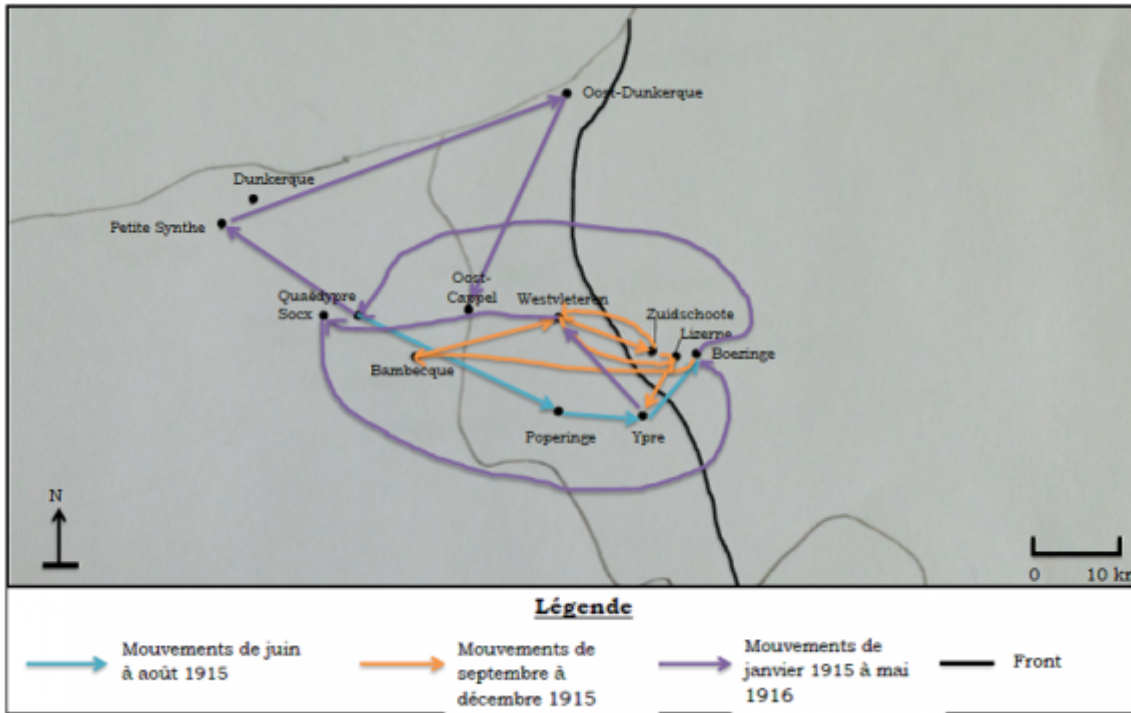 Oost-Dunkerque
Dunkerque
Petite Synthe
Quaëdypre
Socx
Oost-
Cappel
Westvleteren
Zuidschoote
Lizerne
Boezinge
Bambecque
Poperinge
Ypre
N
0 10 km
Légende
Mouvements de juin
à août 1915
Mouvements de
septembre à
décembre 1915
Mouvements de
janvier 1915 à mai
1916
Front